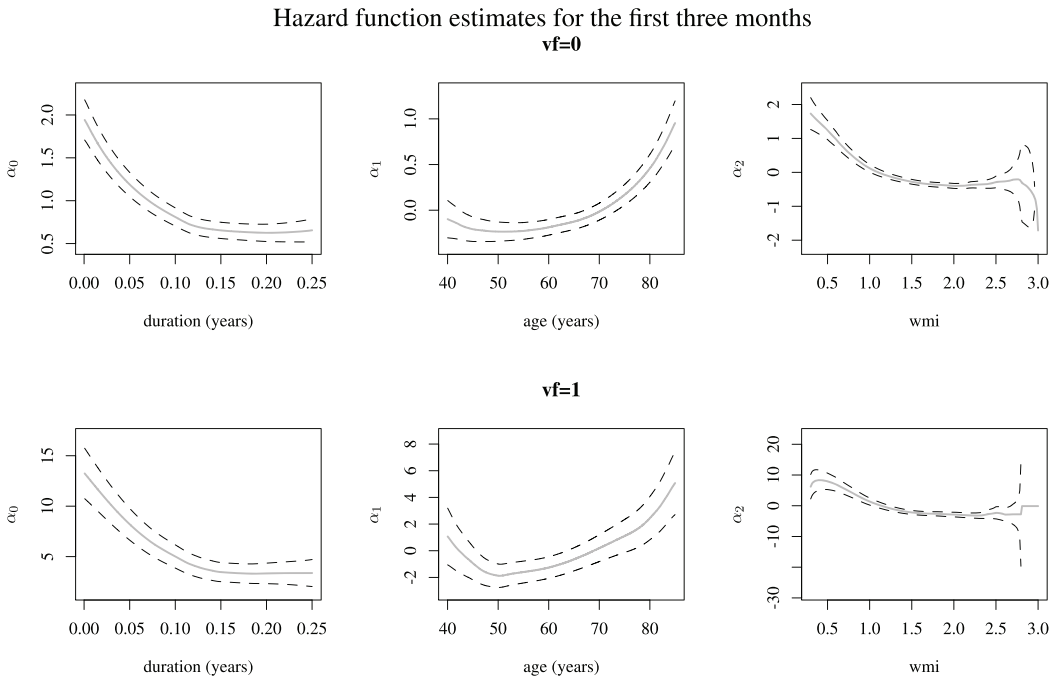 Hazard function estimates for the first three months
vf=0
α0
2.0
1.5
1.0
0.5
0.00 0.05 0.10 0.15 0.20 0.25
duration (years)
α1
1.0
0.5
0.0
40 50 60 70 80
age (years)
α2
2
1
0
-1
-2
0.5 1.0 1.5 2.0 2.5 3.0
wmi
vf=1
α0
15
10
5
0.00 0.05 0.10 0.15 0.20 0.25
duration (years)
α1
8
6
4
2
0
-2
40 50 60 70 80
age (years)
α2
20
10
0
-10
-30
0.5 1.0 1.5 2.0 2.5 3.0
wmi